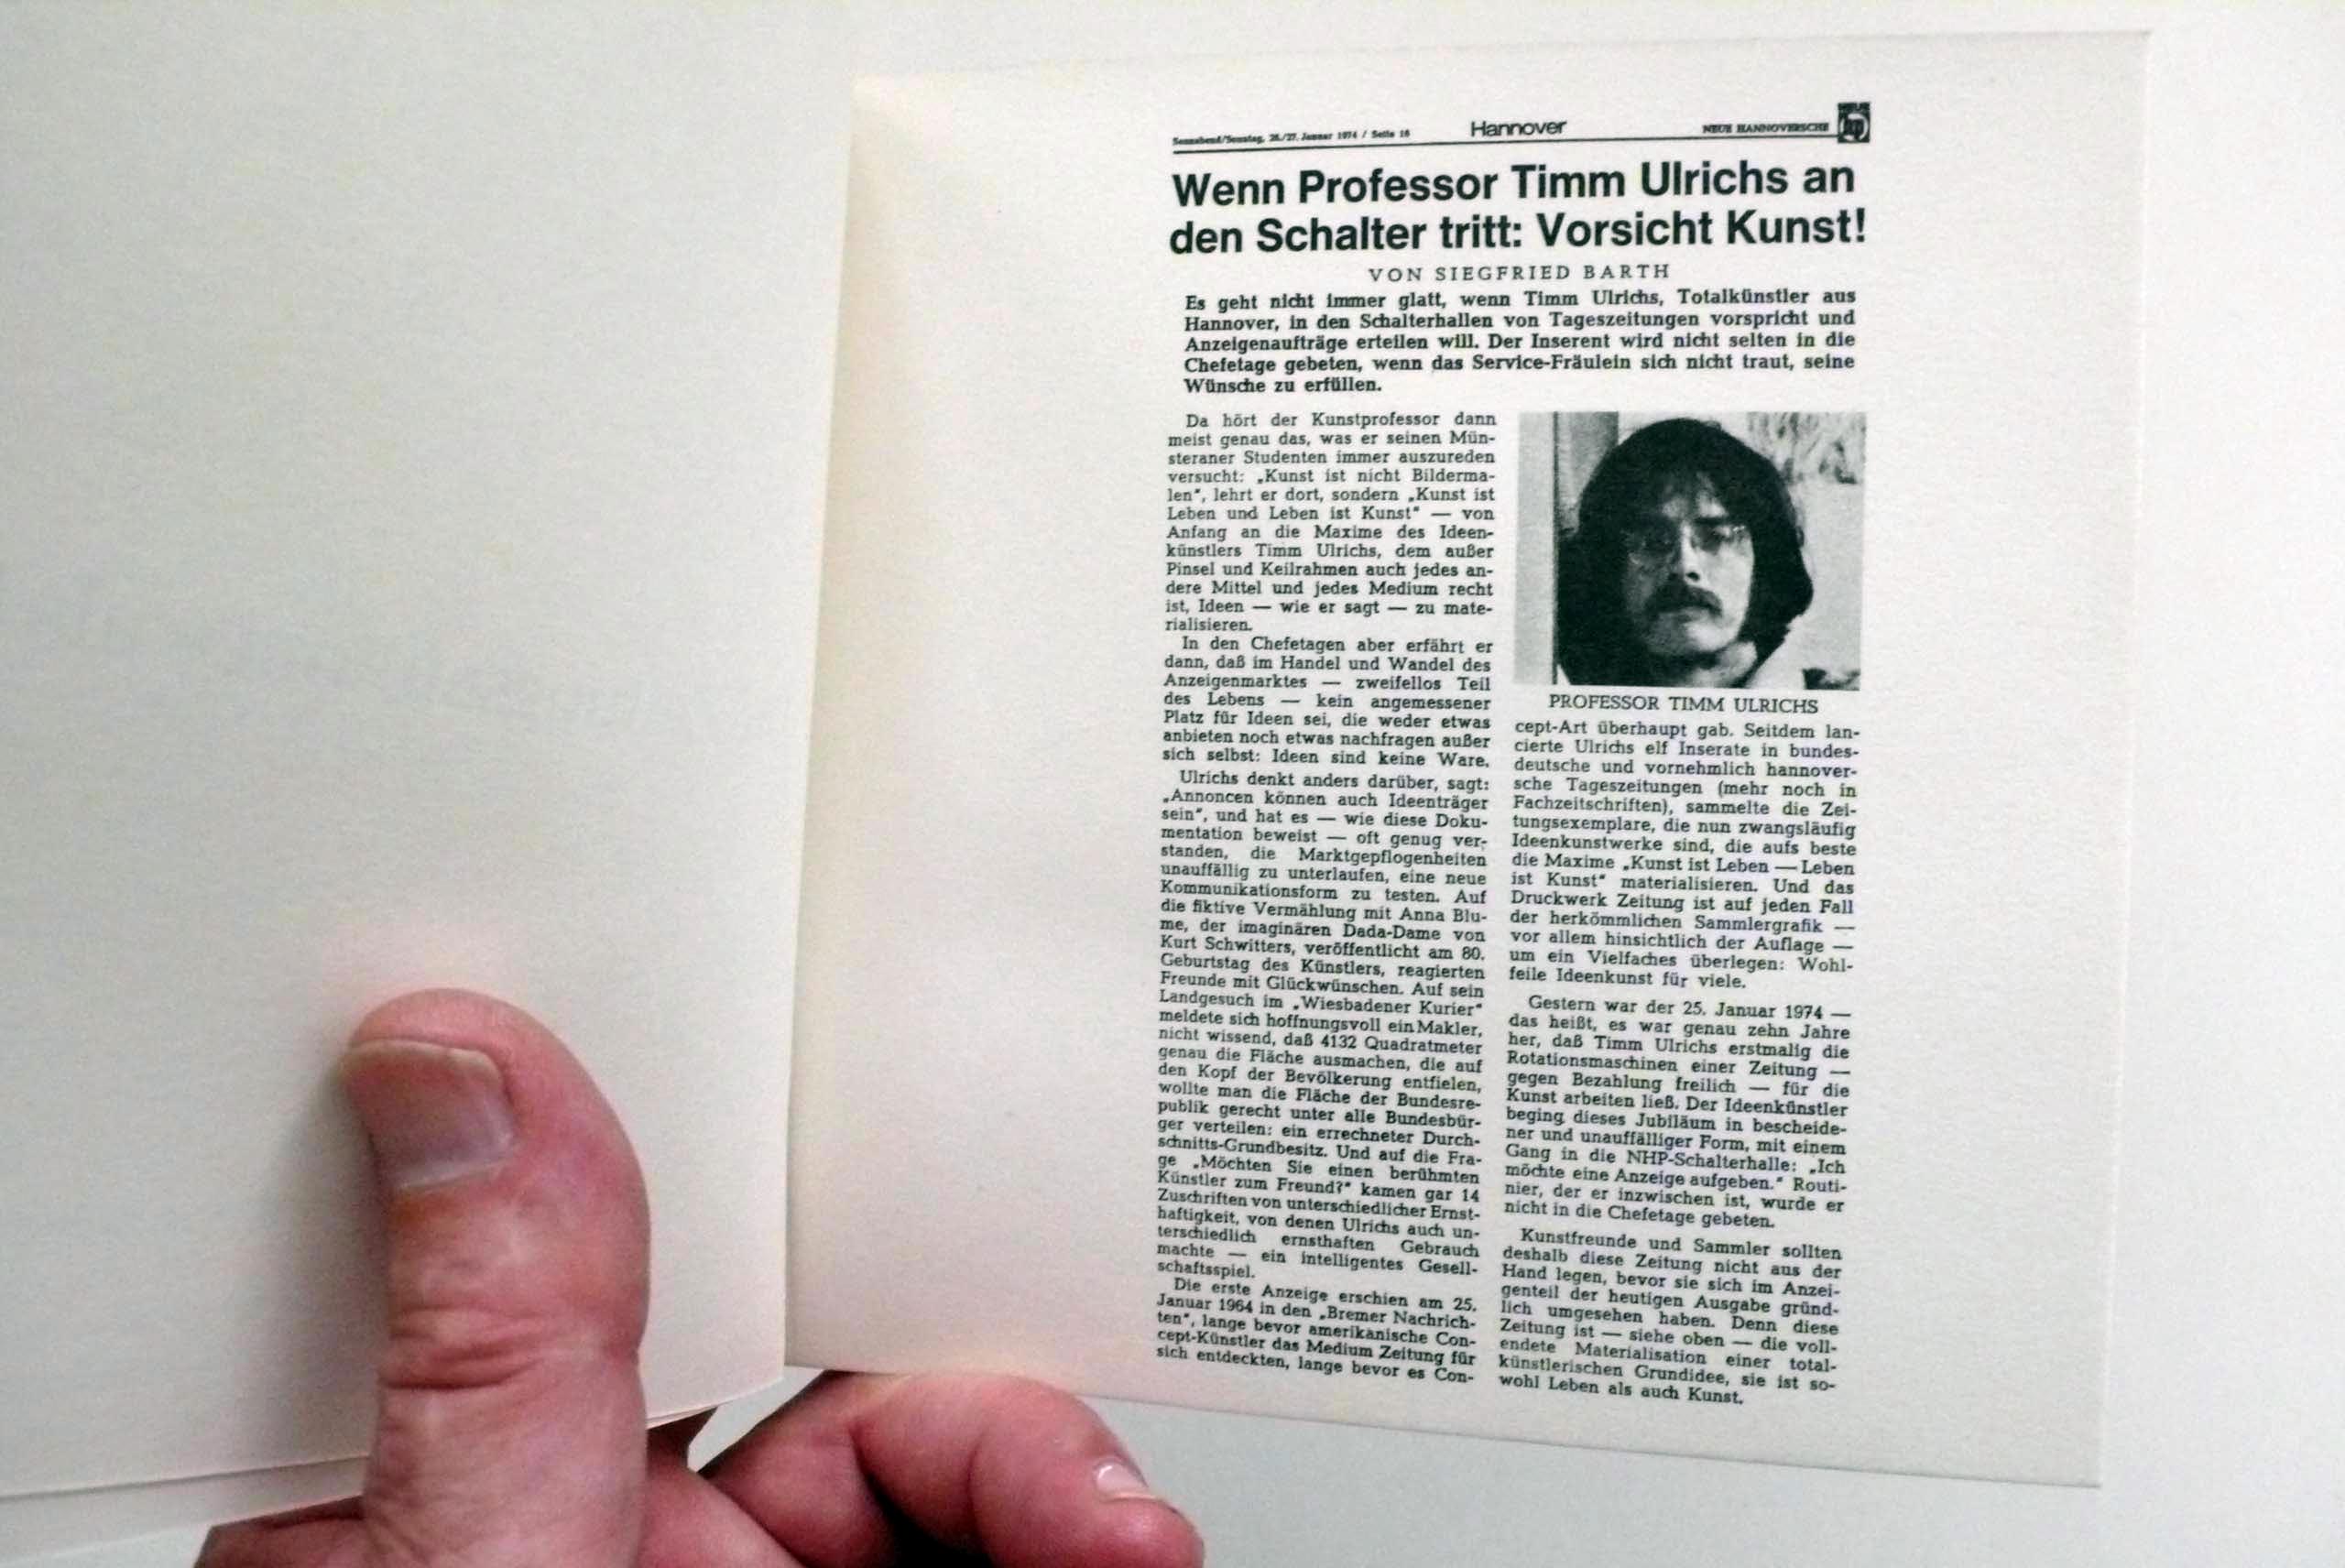 Sonnabend/Sonntag, 26./27. Januar 1974 / Seite 16
Hannover
NEUE HANNOVERSCHE
hp
Wenn Professor Timm Ulrichs an
den Schalter tritt: Vorsicht Kunst!
VON SIEGFRIED BARTH
Es geht nicht immer glatt, wenn Timm Ulrichs, Totalkünstler aus
Hannover, in den Schalterhallen von Tageszeitungen vorspricht und
Anzeigenaufträge erteilen will. Der Inserent wird nicht selten in die
Chefetage gebeten, wenn das Service-Fräulein sich nicht traut, seine
Wünsche zu erfüllen.
Da hört der Kunstprofessor dann
meist genau das, was er seinen Mün-
steraner Studenten immer auszureden
versucht: „Kunst ist nicht Bilderma-
len", lehrt er dort, sondern „Kunst ist
Leben und Leben ist Kunst" — von
Anfang an die Maxime des Ideen-
künstlers Timm Ulrichs, dem außer
Pinsel und Keilrahmen auch jedes an-
dere Mittel und jedes Medium recht
ist, Ideen — wie er sagt — zu mate-
rialisieren.
In den Chefetagen aber erfährt er
dann, daß im Handel und Wandel des
Anzeigenmarktes — zweifellos Teil
des Lebens — kein angemessener
Platz für Ideen sei, die weder etwas
anbieten noch etwas nachfragen außer
sich selbst: Ideen sind keine Ware.
Ulrichs denkt anders darüber, sagt:
„Annoncen können auch Ideenträger
sein", und hat es — wie diese Doku-
mentation beweist — oft genug ver-
standen, die Marktgepflogenheiten
unauffällig zu unterlaufen, eine neue
Kommunikationsform zu testen. Auf
die fiktive Vermählung mit Anna Blu-
me, der imaginären Dada-Dame von
Kurt Schwitters, veröffentlicht am 80.
Geburtstag des Künstlers, reagierten
Freunde mit Glückwünschen. Auf sein
Landgesuch im „Wiesbadener Kurier"
meldete sich hoffnungsvoll ein Makler,
nicht wissend, daß 4132 Quadratmeter
genau die Fläche ausmachen, die auf
den Kopf der Bevölkerung entfielen,
wollte man die Fläche der Bundesre-
publik gerecht unter alle Bundesbür-
ger verteilen: ein errechneter Durch-
schnitts-Grundbesitz. Und auf die Fra-
ge „Möchten Sie einen berühmten
Künstler zum Freund?" kamen gar 14
Zuschriften von unterschiedlicher Ernst-
haftigkeit, von denen Ulrichs auch un-
terschiedlich ernsthaften Gebrauch
machte — ein intelligentes Gesell-
schaftsspiel.
Die erste Anzeige erschien am 25.
Januar 1964 in den „Bremer Nachrich-
ten", lange bevor amerikanische Con-
cept-Künstler das Medium Zeitung für
sich entdeckten, lange bevor es Con-
PROFESSOR TIMM ULRICHS
cept-Art überhaupt gab. Seitdem lan-
cierte Ulrichs elf Inserate in bundes-
deutsche und vornehmlich hannover-
sche Tageszeitungen (mehr noch in
Fachzeitschriften), sammelte die Zei-
tungsexemplare, die nun zwangsläufig
Ideenkunstwerke sind, die aufs beste
die Maxime „Kunst ist Leben — Leben
ist Kunst" materialisieren. Und das
Druckwerk Zeitung ist auf jeden Fall
der herkömmlichen Sammlergrafik —
vor allem hinsichtlich der Auflage —
um ein Vielfaches überlegen: Wohl-
feile Ideenkunst für viele.
Gestern war der 25. Januar 1974 —
das heißt, es war genau zehn Jahre
her, daß Timm Ulrichs erstmalig die
Rotationsmaschinen einer Zeitung —
gegen Bezahlung freilich — für die
Kunst arbeiten ließ. Der Ideenkünstler
beging dieses Jubiläum in bescheide-
ner und unauffälliger Form, mit einem
Gang in die NHP-Schalterhalle: „Ich
möchte eine Anzeige aufgeben." Routi-
nier, der er inzwischen ist, wurde er
nicht in die Chefetage gebeten.
Kunstfreunde und Sammler sollten
deshalb diese Zeitung nicht aus der
Hand legen, bevor sie sich im Anzei-
genteil der heutigen Ausgabe gründ-
lich umgesehen haben. Denn diese
Zeitung ist — siehe oben — die voll-
endete Materialisation einer total-
künstlerischen Grundidee, sie ist so-
wohl Leben als auch Kunst.